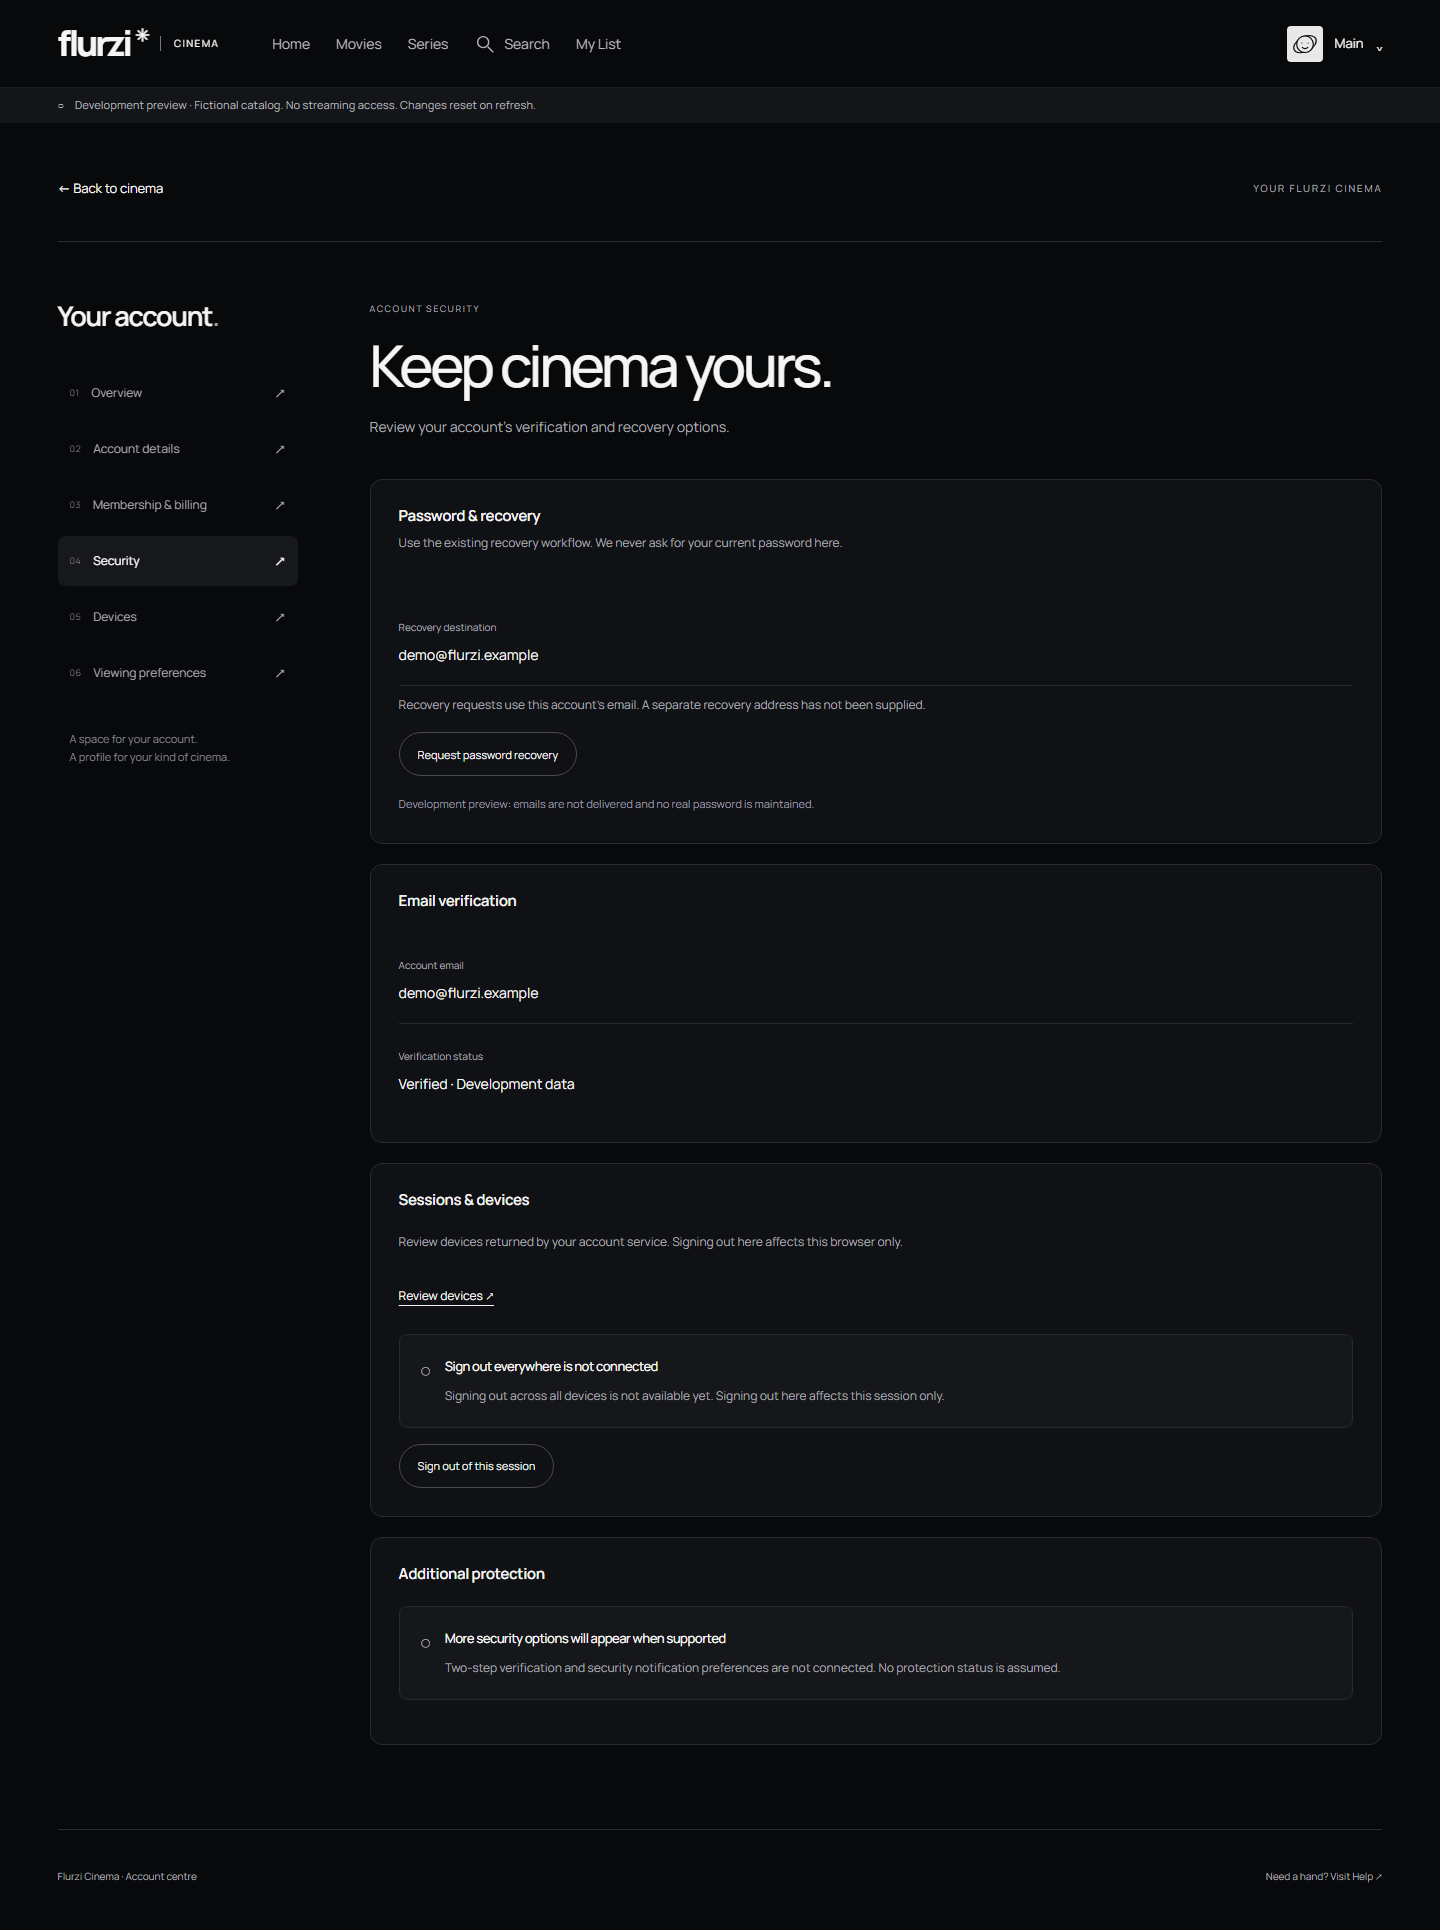 flurzi* | CINEMA
Home Movies Series Search My List
Main
Development preview · Fictional catalog. No streaming access. Changes reset on refresh.
← Back to cinema
YOUR FLURZI CINEMA
Your account.
01 Overview ↗
02 Account details ↗
03 Membership & billing ↗
04 Security ↗
05 Devices ↗
06 Viewing preferences ↗
A space for your account.
A profile for your kind of cinema.
ACCOUNT SECURITY
Keep cinema yours.
Review your account's verification and recovery options.
Password & recovery
Use the existing recovery workflow. We never ask for your current password here.
Recovery destination
demo@flurzi.example
Recovery requests use this account's email. A separate recovery address has not been supplied.
Request password recovery
Development preview: emails are not delivered and no real password is maintained.
Email verification
Account email
demo@flurzi.example
Verification status
Verified · Development data
Sessions & devices
Review devices returned by your account service. Signing out here affects this browser only.
Review devices ↗
Sign out everywhere is not connected
Signing out across all devices is not available yet. Signing out here affects this session only.
Sign out of this session
Additional protection
More security options will appear when supported
Two-step verification and security notification preferences are not connected. No protection status is assumed.
Flurzi Cinema · Account centre
Need a hand? Visit Help ↗